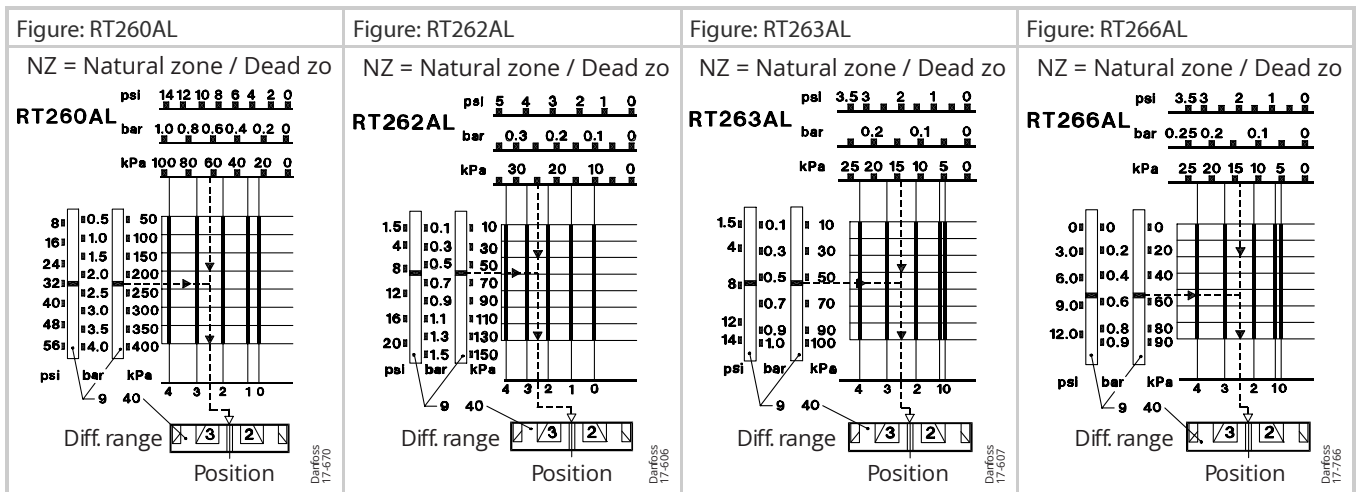 Figure: RT260AL
NZ = Natural zone / Dead zo
psi 14 12 10 8 6 4 2 0
RT260AL
bar 1.0 0.8 0.6 0.4 0.2 0
kPa 100 80 60 40 20 0
8 0.5 50
16 1.0 100
24 1.5 150
32 2.0 200
40 2.5 250
48 3.0 300
56 3.5 350
4.0 400
psi bar kPa
4 3 2 1 0
9 40
3 2
Diff. range
Position
Danfoss
17-670
Figure: RT262AL
NZ = Natural zone / Dead zo
psi 5 4 3 2 1 0
RT262AL
bar 0.3 0.2 0.1 0
kPa 30 20 10 0
1.5 0.1 10
4 0.3 30
8 0.5 50
12 0.7 70
16 0.9 90
20 1.1 110
1.3 130
1.5 150
psi bar kPa
4 3 2 1 0
9 40
3 2
Diff. range
Position
Danfoss
17-606
Figure: RT263AL
NZ = Natural zone / Dead zo
psi 3.5 3 2 1 0
RT263AL
bar 0.2 0.1 0
kPa 25 20 15 10 5 0
1.5 0.1 10
4 0.3 30
8 0.5 50
12 0.7 70
14 0.9 90
1.0 100
psi bar kPa
4 3 2 1 0
9 40
3 2
Diff. range
Position
Danfoss
17-607
Figure: RT266AL
NZ = Natural zone / Dead zo
psi 3.5 3 2 1 0
RT266AL
bar 0.25 0.2 0.1 0
kPa 25 20 15 10 5 0
0 0 0
3.0 0.2 20
6.0 0.4 40
9.0 0.6 60
12.0 0.8 80
0.9 90
psi bar kPa
4 3 2 1 0
9 40
3 2
Diff. range
Position
Danfoss
17-766